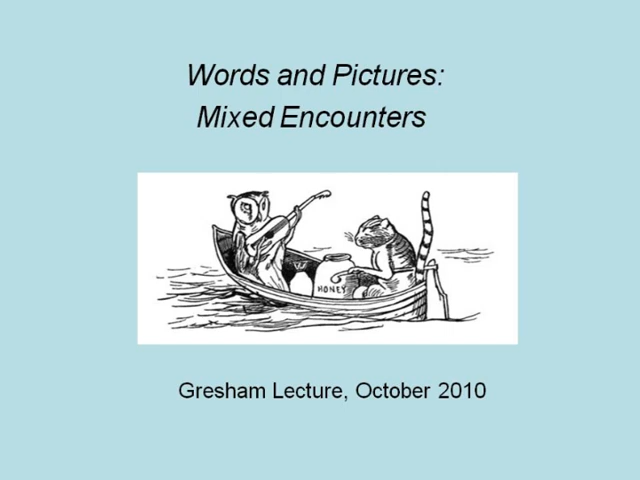 Words and Pictures:
Mixed Encounters
HONEY
Gresham Lecture, October 2010